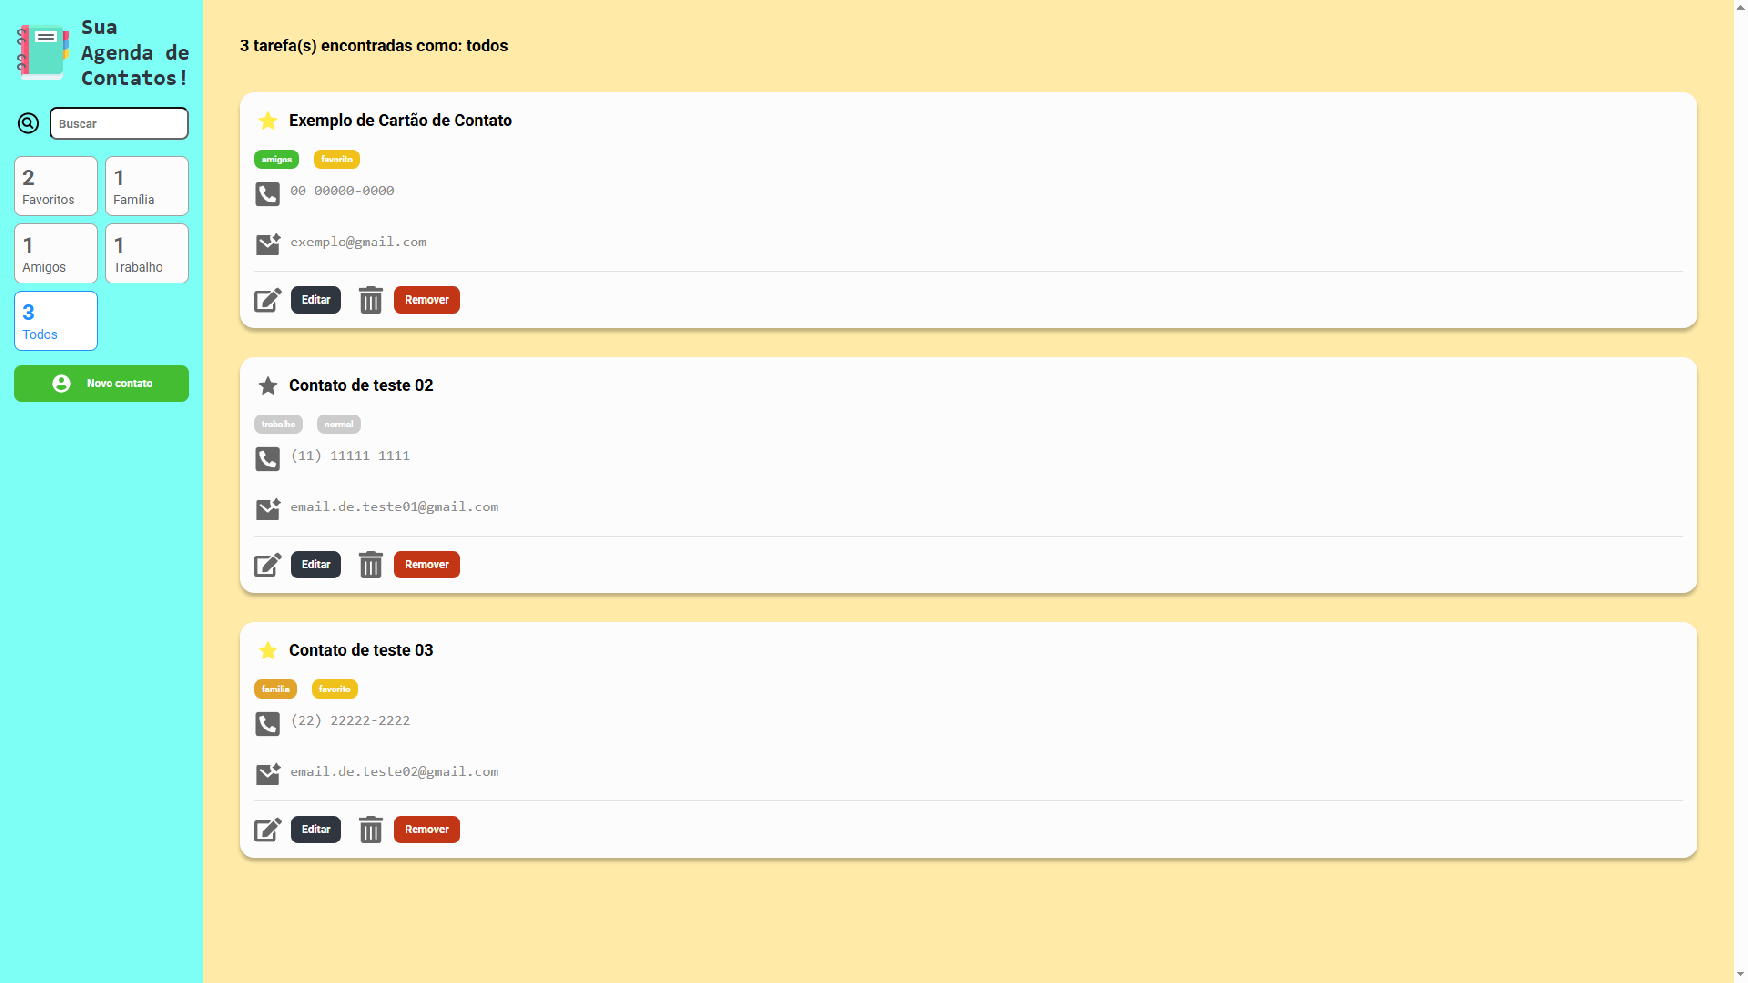 Sua
Agenda de
Contatos!
Buscar
2
Favoritos
1
Família
1
Amigos
1
Trabalho
3
Todos
Novo contato
3 tarefa(s) encontradas como: todos
Exemplo de Cartão de Contato
amigos favorito
00 00000-0000
exemplo@gmail.com
Editar Remover
Contato de teste 02
trabalho normal
(11) 11111 1111
email.de.teste01@gmail.com
Editar Remover
Contato de teste 03
família favorito
(22) 22222-2222
email.de.teste02@gmail.com
Editar Remover